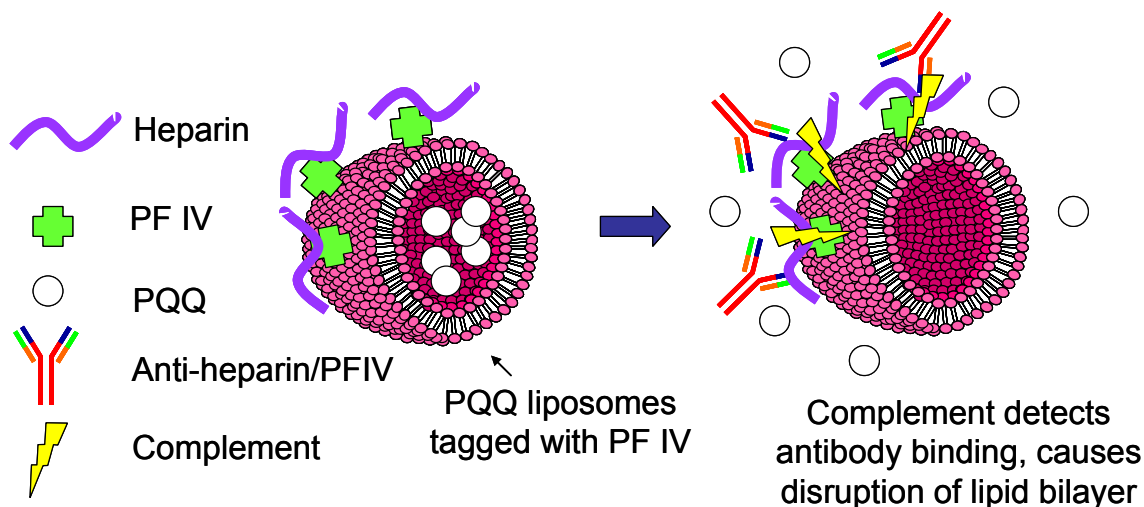 Heparin
PF IV
PQQ
Anti-heparin/PFIV
Complement
PQQ liposomes
tagged with PF IV
Complement detects
antibody binding, causes
disruption of lipid bilayer